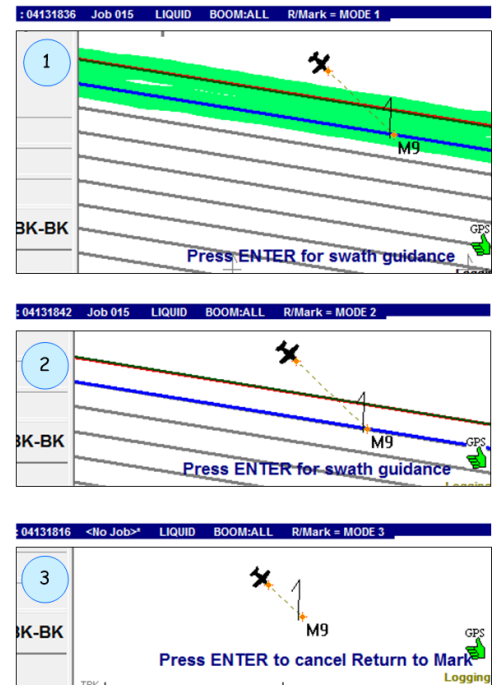 : 04131836 Job 015 LIQUID BOOM:ALL R/Mark = MODE 1
1
M9
BK-BK
GPS
Press ENTER for swath guidance
: 04131842 Job 015 LIQUID BOOM:ALL R/Mark = MODE 2
2
M9
BK-BK
GPS
Press ENTER for swath guidance
Logging
: 04131816 <No Job>* LIQUID BOOM:ALL R/Mark = MODE 3
3
M9
BK-BK
GPS
Press ENTER to cancel Return to Mark
Logging